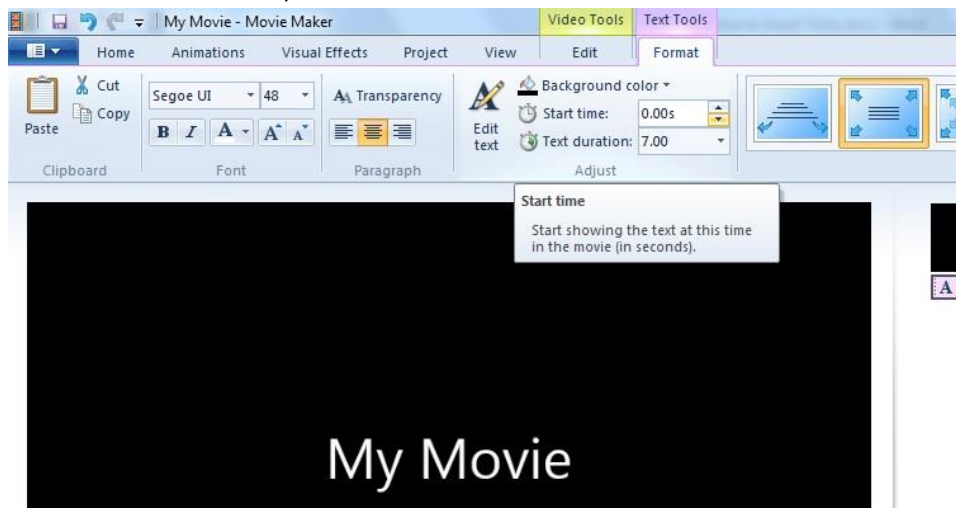 My Movie - Movie Maker
Video Tools
Text Tools
Home
Animations
Visual Effects
Project
View
Edit
Format
Paste
Cut
Copy
Clipboard
Segoe UI
48
B I A A A
Font
A Transparency
Paragraph
Edit
text
Background color
Start time: 0.00s
Text duration: 7.00
Adjust
Start time
Start showing the text at this time
in the movie (in seconds).
A
My Movie